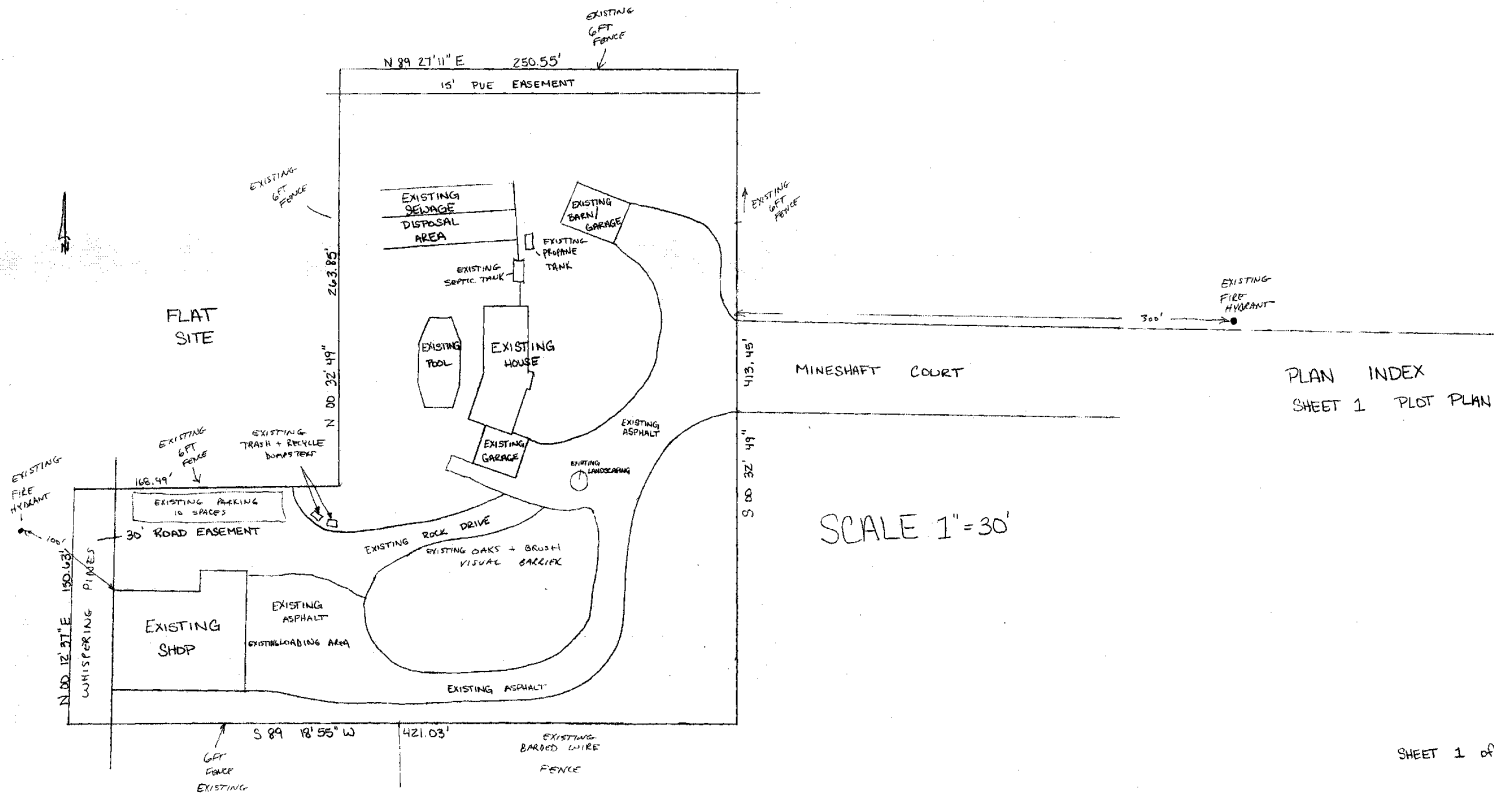 EXISTING
6FT
FENCE
N 89 27'11" E 250.55'
15' PUE EASEMENT
EXISTING
6FT
FENCE
N
EXISTING
SEWAGE
DISPOSAL
AREA
EXISTING
BARN/
GARAGE
EXISTING
6FT
FENCE
EXISTING
PROPANE
TANK
EXISTING
SEPTIC TANK
263.85'
N 00 32' 49"
FLAT
SITE
EXISTING
FIRE
HYDRANT
300'
EXISTING
POOL
EXISTING
HOUSE
413.45'
S 00 32' 49"
MINESHAFT COURT
PLAN INDEX
SHEET 1 PLOT PLAN
EXISTING
ASPHALT
EXISTING
GARAGE
EXISTING
LANDSCAPING
EXISTING
6FT
FENCE
EXISTING
TRASH + RECYCLE
DUMPSTERS
EXISTING
FIRE
HYDRANT
100'
168.49'
EXISTING PARKING
10 SPACES
30' ROAD EASEMENT
EXISTING ROCK DRIVE
EXISTING OAKS + BRUSH
VISUAL BARRIER
SCALE 1"=30'
N 00 12' 37" E 150.63'
WHISPERING PINES
EXISTING
SHOP
EXISTING
ASPHALT
EXISTING LOADING AREA
EXISTING ASPHALT
S 89 18'55" W 421.03'
6FT
FENCE
EXISTING
EXISTING
BARBED WIRE
FENCE
SHEET 1 of